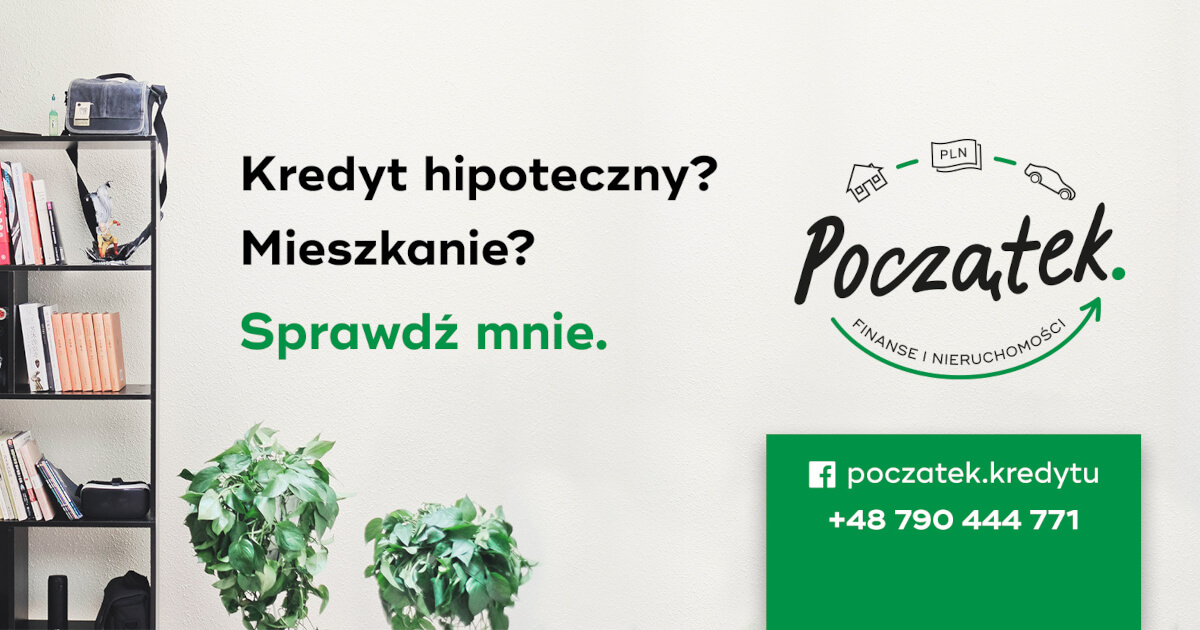 Kredyt hipoteczny?
Mieszkanie?
Sprawdź mnie.
PLN
Początek.
FINANSE I NIERUCHOMOŚCI
poczatek.kredytu
+48 790 444 771